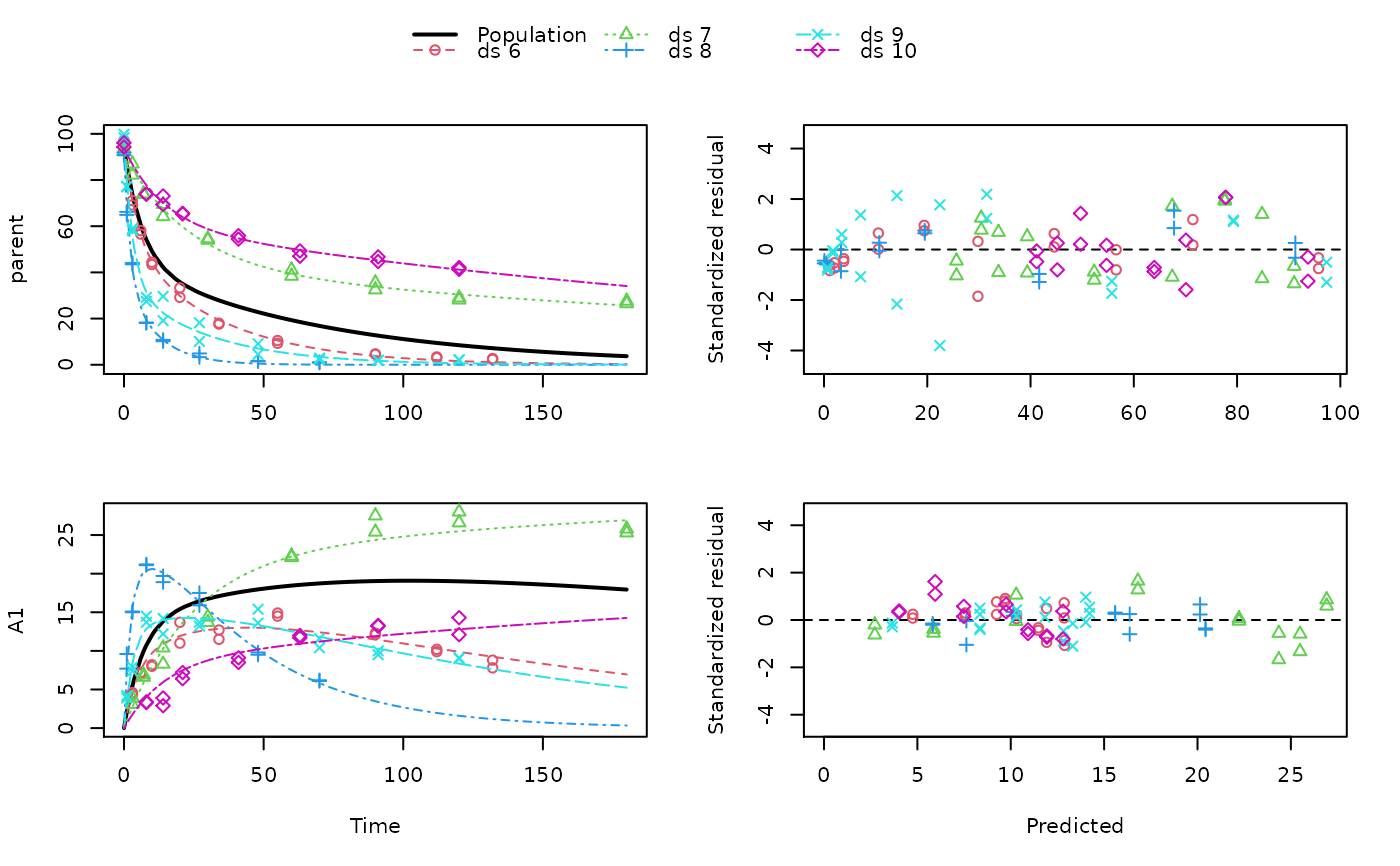 Population ds 7 ds 9
ds 6 ds 8 ds 10
parent
100
60
20
0
0 50 100 150
Standardized residual
4
2
0
-2
-4
0 20 40 60 80 100
A1
25
15
5
0
0 50 100 150
Time
Standardized residual
4
2
0
-2
-4
0 5 10 15 20 25
Predicted